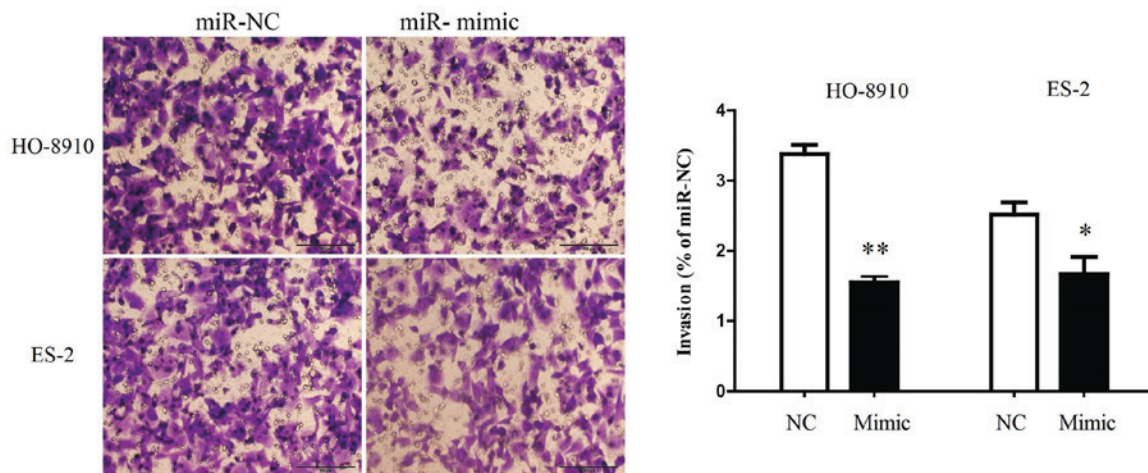 miR-NC
miR- mimic
HO-8910
ES-2
HO-8910
ES-2
Invasion (% of miR-NC)
4
3
2
1
0
**
*
NC
Mimic
NC
Mimic